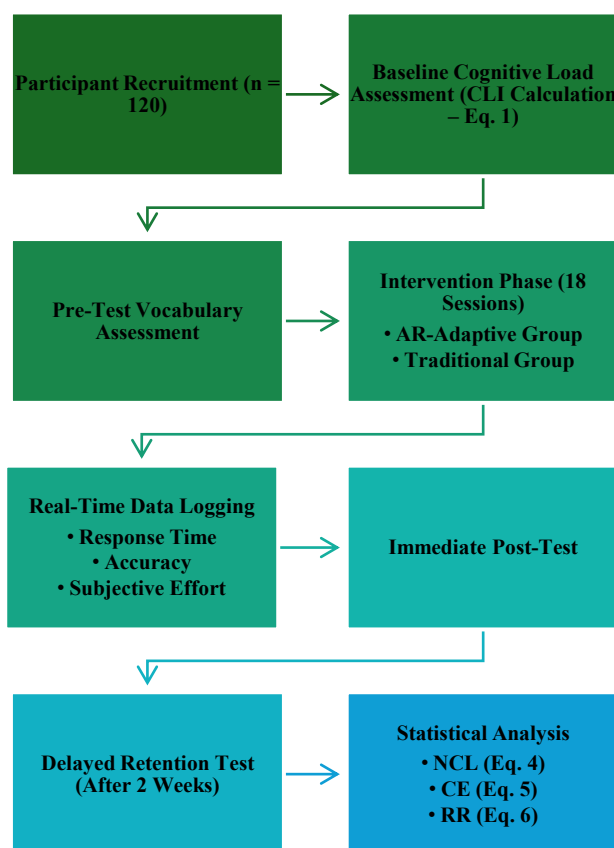 Participant Recruitment (n =
120)
Baseline Cognitive Load
Assessment (CLI Calculation
– Eq. 1)
Pre-Test Vocabulary
Assessment
Intervention Phase (18
Sessions)
• AR-Adaptive Group
• Traditional Group
Real-Time Data Logging
• Response Time
• Accuracy
• Subjective Effort
Immediate Post-Test
Delayed Retention Test
(After 2 Weeks)
Statistical Analysis
• NCL (Eq. 4)
• CE (Eq. 5)
• RR (Eq. 6)